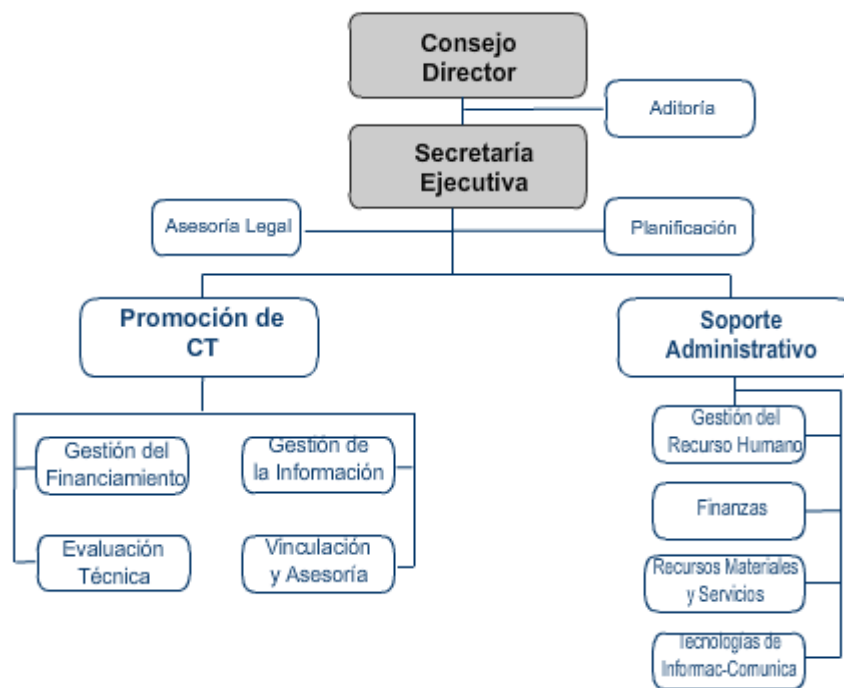 Consejo
Director
Aditoría
Secretaría
Ejecutiva
Asesoría Legal
Planificación
Promoción de
CT
Soporte
Administrativo
Gestión del
Financiamiento
Gestión de
la Información
Evaluación
Técnica
Vinculación
y Asesoría
Gestión del
Recurso Humano
Finanzas
Recursos Materiales
y Servicios
Tecnologías de
Informac-Comunica